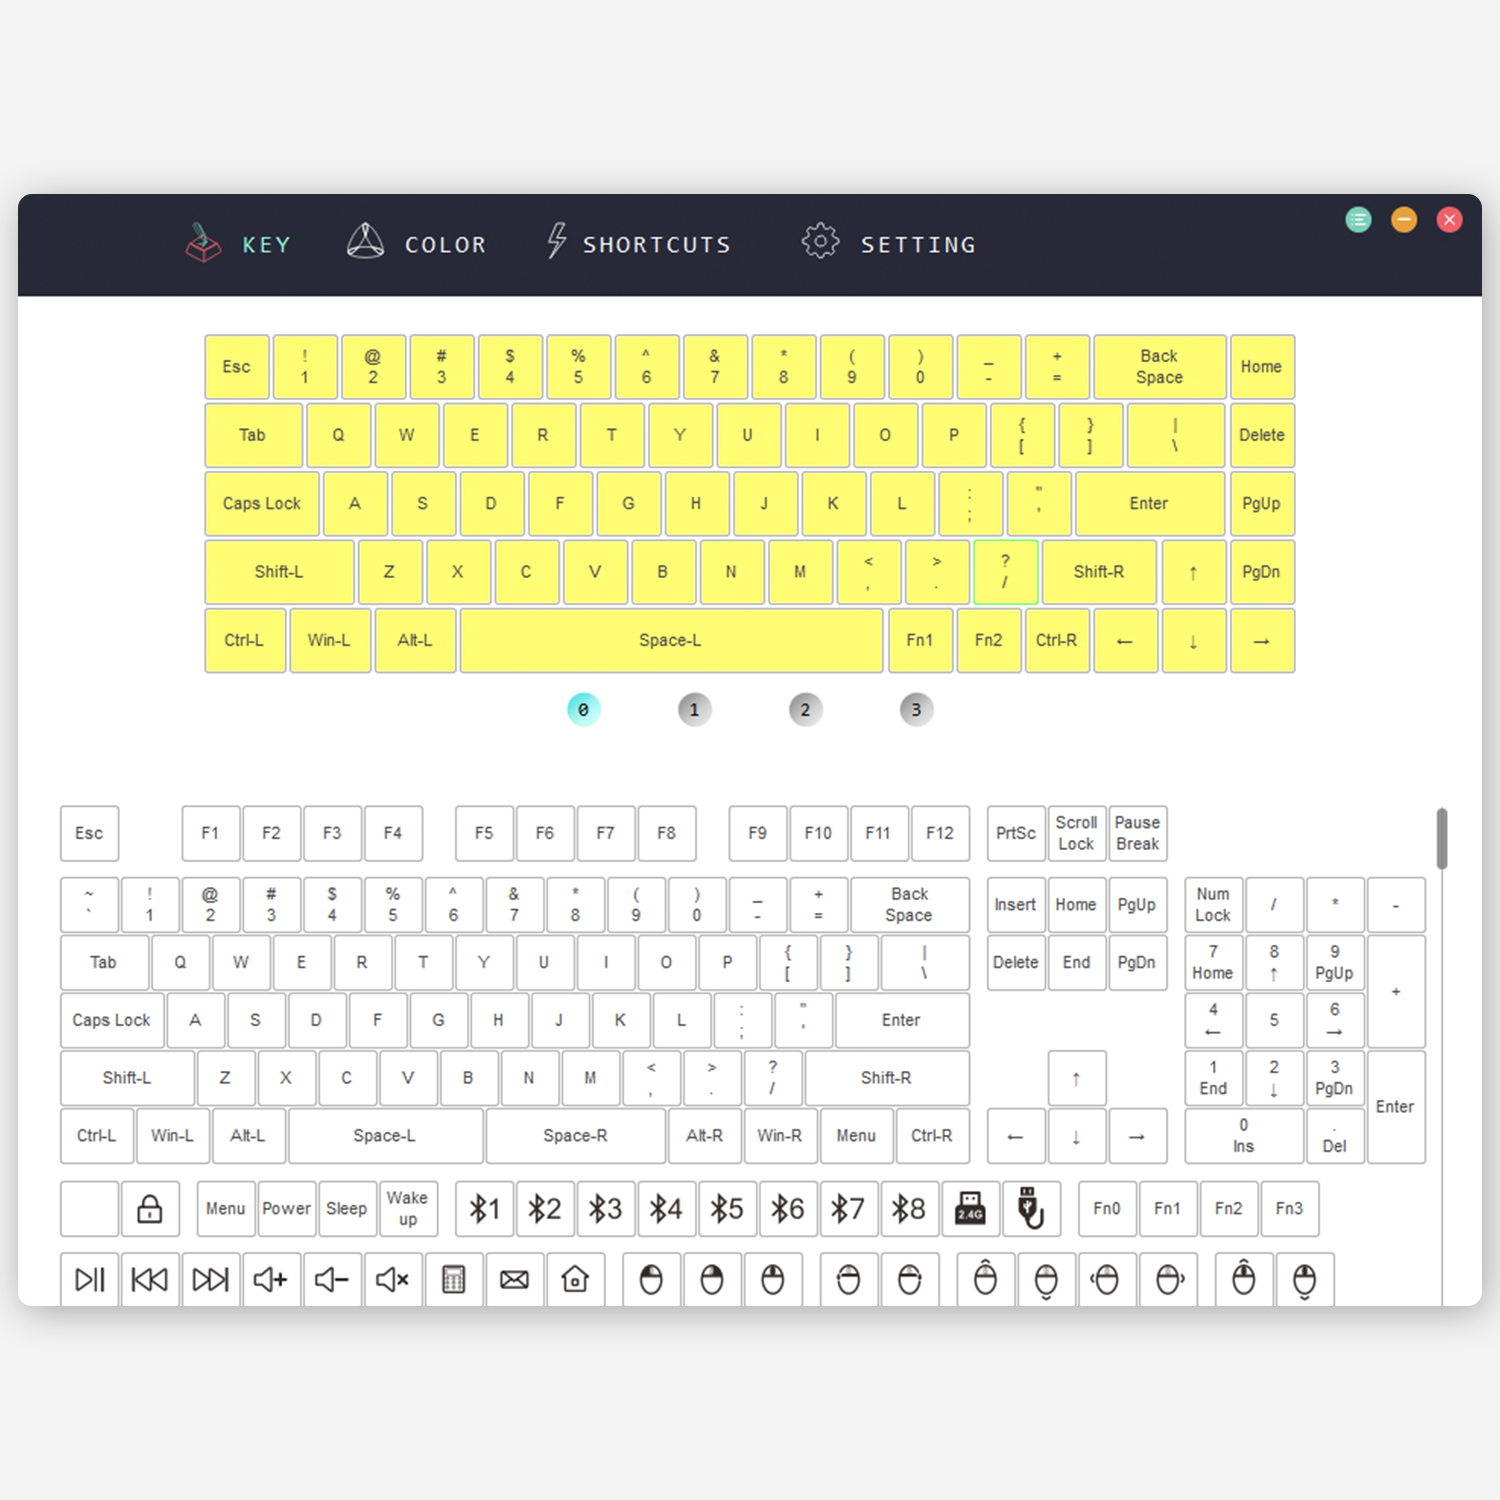 KEY COLOR SHORTCUTS SETTING
Esc ! 1 @ 2 # 3 $ 4 % 5 ^ 6 & 7 * 8 ( 9 ) 0 _ - + = Back Space Home
Tab Q W E R T Y U I O P { [ } ] | \ Delete
Caps Lock A S D F G H J K L : ; " ' Enter PgUp
Shift-L Z X C V B N M < , > . ? / Shift-R ↑ PgDn
Ctrl-L Win-L Alt-L Space-L Fn1 Fn2 Ctrl-R ← ↓ →
0 1 2 3
Esc F1 F2 F3 F4 F5 F6 F7 F8 F9 F10 F11 F12 PrtSc Scroll Lock Pause Break
~ ` ! 1 @ 2 # 3 $ 4 % 5 ^ 6 & 7 * 8 ( 9 ) 0 _ - + = Back Space Insert Home PgUp Num Lock / * -
Tab Q W E R T Y U I O P { [ } ] | \ Delete End PgDn 7 Home 8 ↑ 9 PgUp +
Caps Lock A S D F G H J K L : ; " ' Enter 4 ← 5 6 →
Shift-L Z X C V B N M < , > . ? / Shift-R ↑ 1 End 2 ↓ 3 PgDn Enter
Ctrl-L Win-L Alt-L Space-L Space-R Alt-R Win-R Menu Ctrl-R ← ↓ → 0 Ins . Del
Menu Power Sleep Wake up 1 2 3 4 5 6 7 8 2.4G Fn0 Fn1 Fn2 Fn3